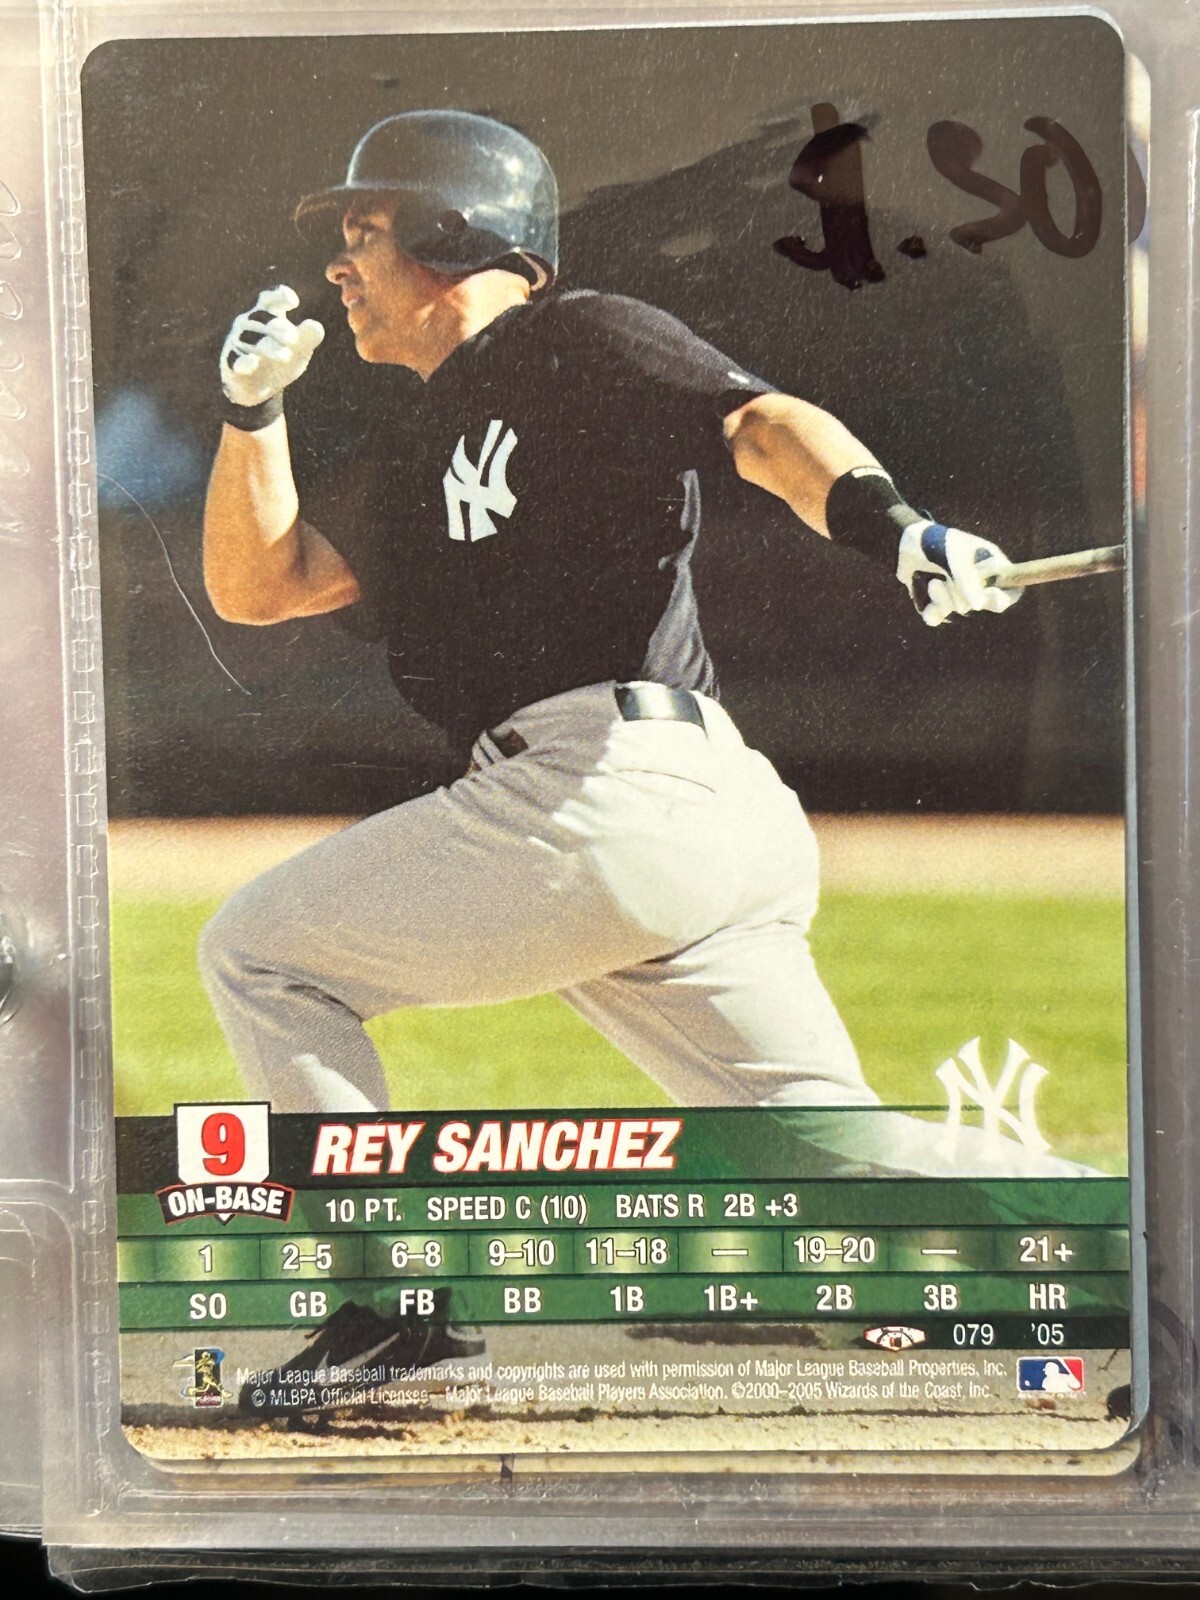 1.50
NY
NY
9
ON-BASE
REY SANCHEZ
10 PT. SPEED C (10) BATS R 2B +3
1 2–5 6–8 9–10 11–18 — 19–20 — 21+
SO GB FB BB 1B 1B+ 2B 3B HR
079 '05
Major League Baseball trademarks and copyrights are used with permission of Major League Baseball Properties, Inc.
© MLBPA Official Licensee– Major League Baseball Players Association. ©2000–2005 Wizards of the Coast, Inc.